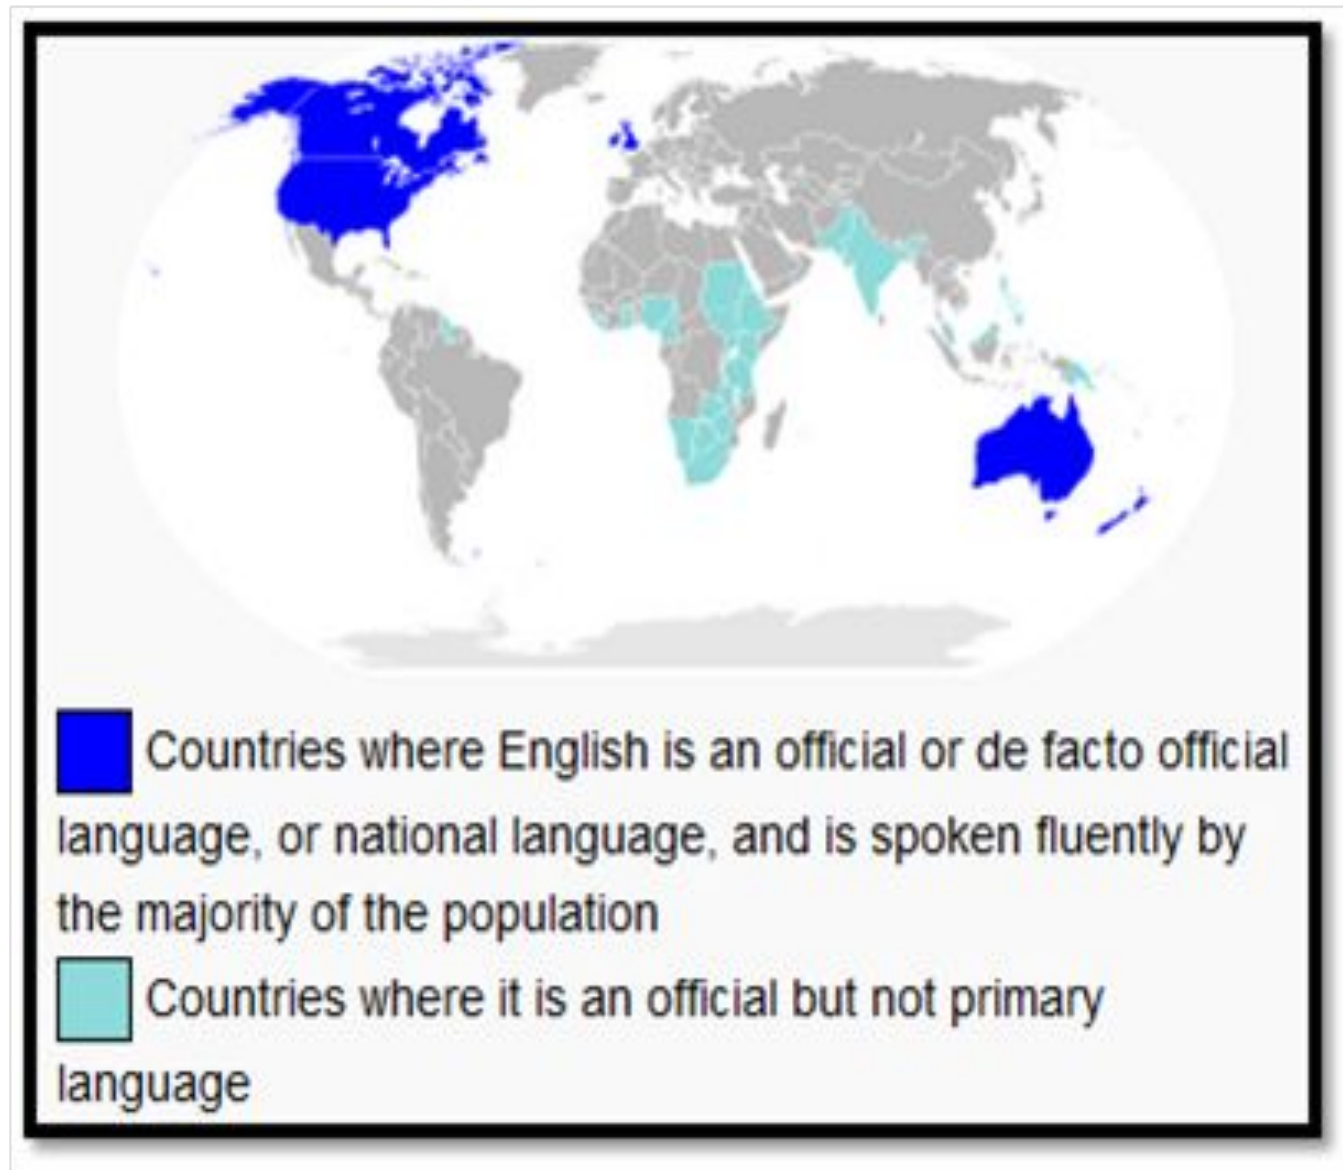 Countries where English is an official or de facto official
language, or national language, and is spoken fluently by
the majority of the population
Countries where it is an official but not primary
language